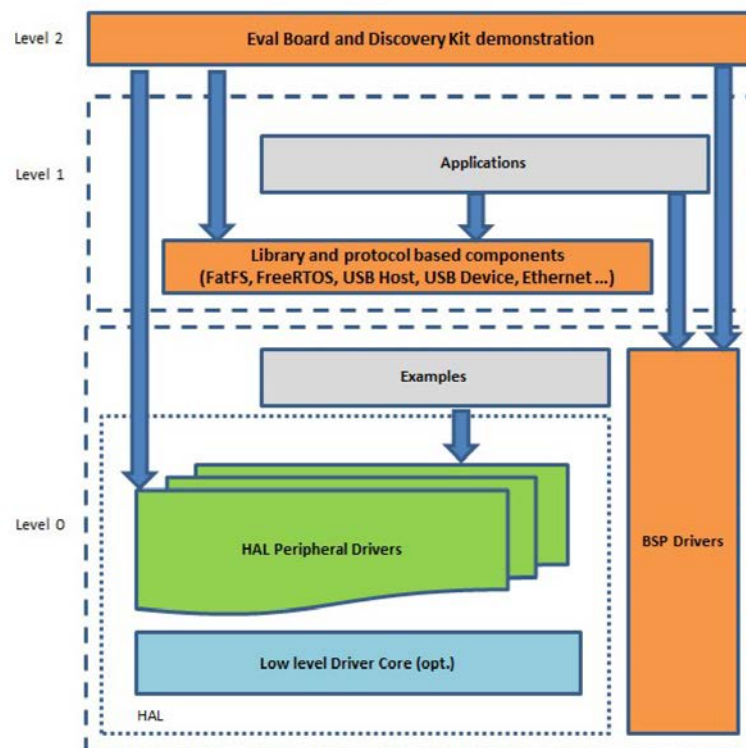 Level 2
Eval Board and Discovery Kit demonstration
Level 1
Applications
Library and protocol based components
(FatFS, FreeRTOS, USB Host, USB Device, Ethernet ...)
Examples
Level 0
HAL Peripheral Drivers
BSP Drivers
Low level Driver Core (opt.)
HAL